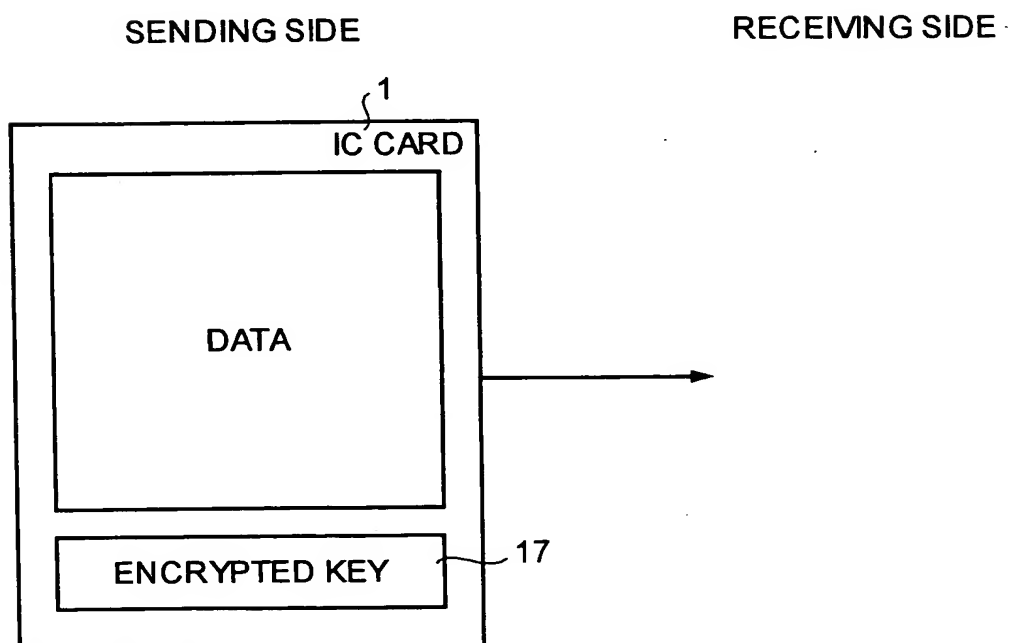 SENDING SIDE
RECEIVING SIDE
1
IC CARD
DATA
ENCRYPTED KEY
17